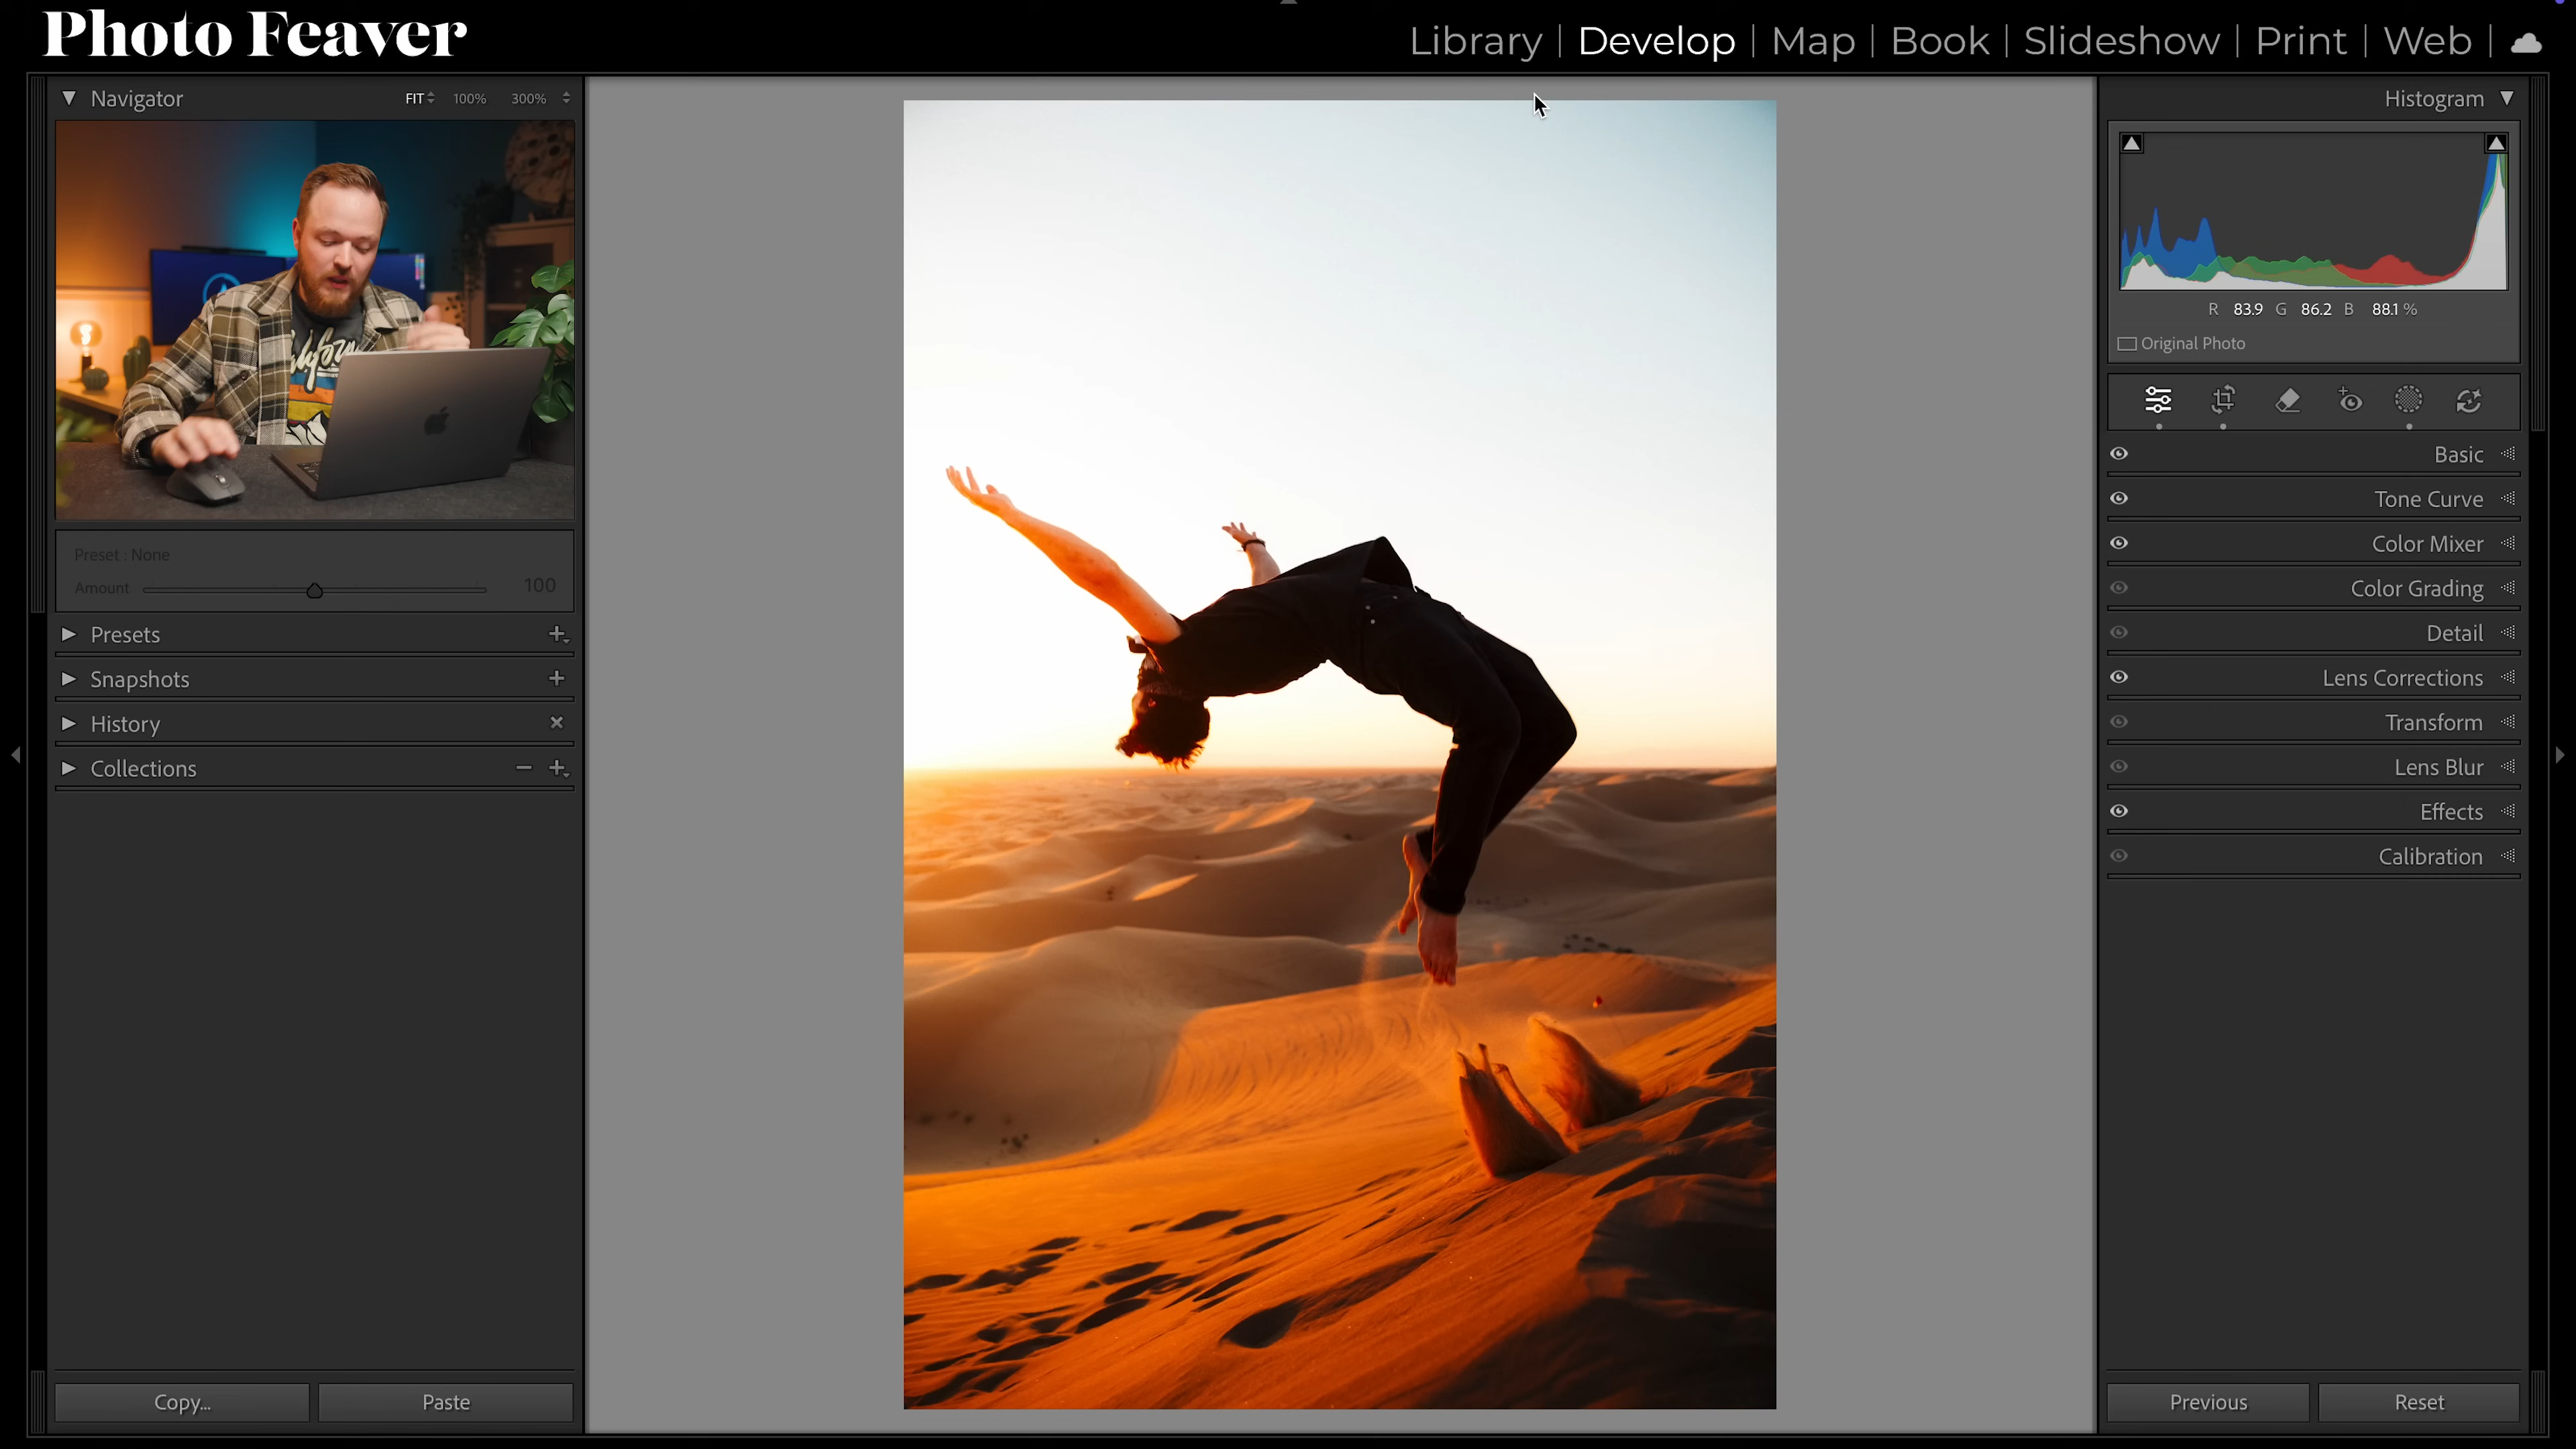 Photo Feaver
Library | Develop | Map | Book | Slideshow | Print | Web |
Navigator
FIT 100% 300%
Preset : None
Amount 100
Presets
Snapshots
History
Collections
Copy...
Paste
Histogram
R 83.9 G 86.2 B 88.1 %
Original Photo
Basic
Tone Curve
Color Mixer
Color Grading
Detail
Lens Corrections
Transform
Lens Blur
Effects
Calibration
Previous
Reset